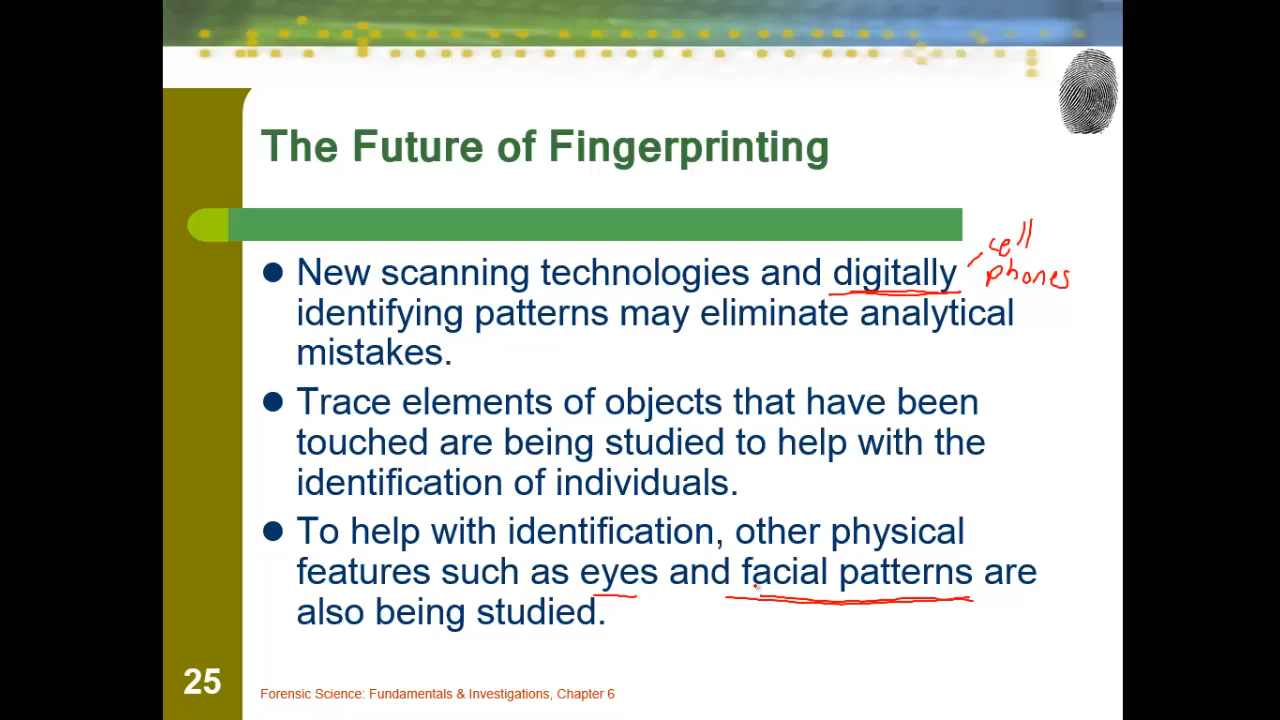 The Future of Fingerprinting
cell
phones
New scanning technologies and digitally
identifying patterns may eliminate analytical
mistakes.
Trace elements of objects that have been
touched are being studied to help with the
identification of individuals.
To help with identification, other physical
features such as eyes and facial patterns are
also being studied.
25
Forensic Science: Fundamentals & Investigations, Chapter 6